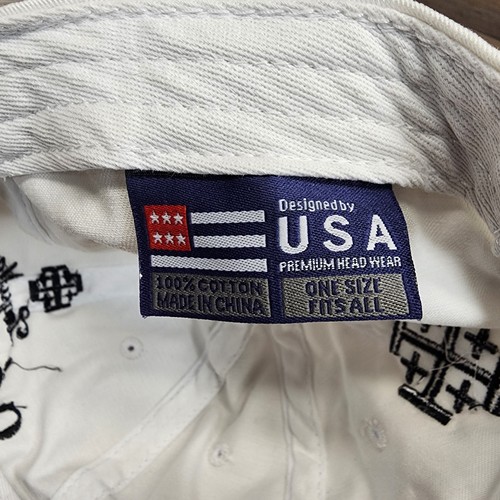 Designed by
USA
PREMIUM HEAD WEAR
100% COTTON
MADE IN CHINA
ONE SIZE
FITS ALL